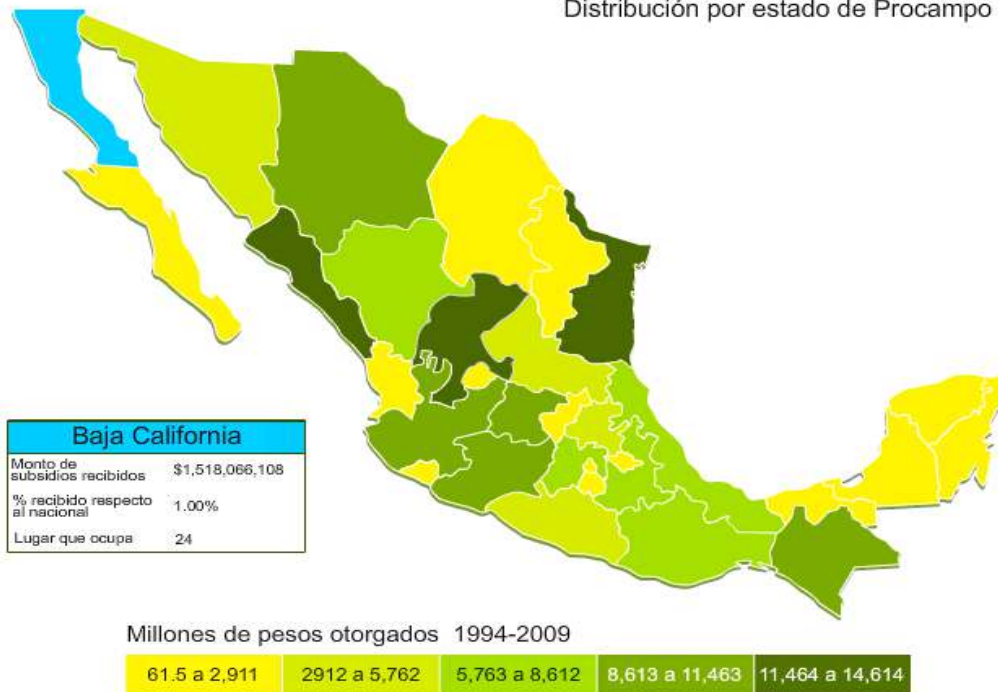 Distribución por estado de Procampo
Baja California
Monto de
subsidios recibidos $1,518,066,108
% recibido respecto
al nacional 1.00%
Lugar que ocupa 24
Millones de pesos otorgados 1994-2009
61.5 a 2,911 2912 a 5,762 5,763 a 8,612 8,613 a 11,463 11,464 a 14,614